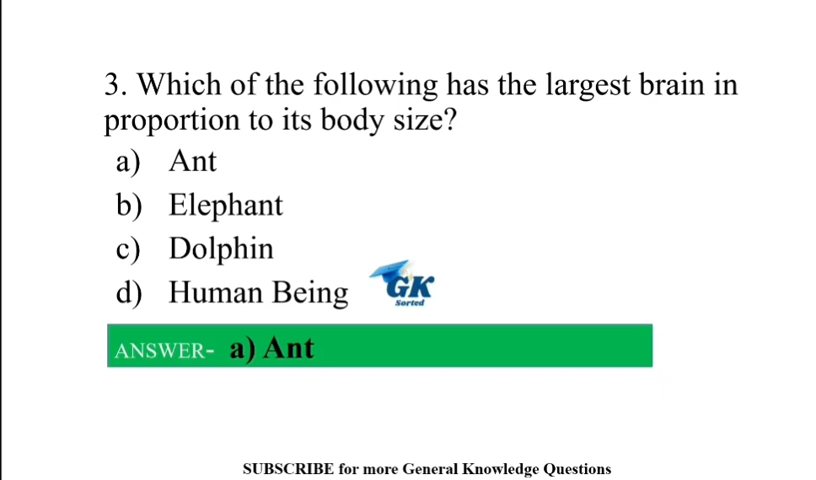 3. Which of the following has the largest brain in
proportion to its body size?
a) Ant
b) Elephant
c) Dolphin
d) Human Being
GK
Sorted
ANSWER- a) Ant
SUBSCRIBE for more General Knowledge Questions